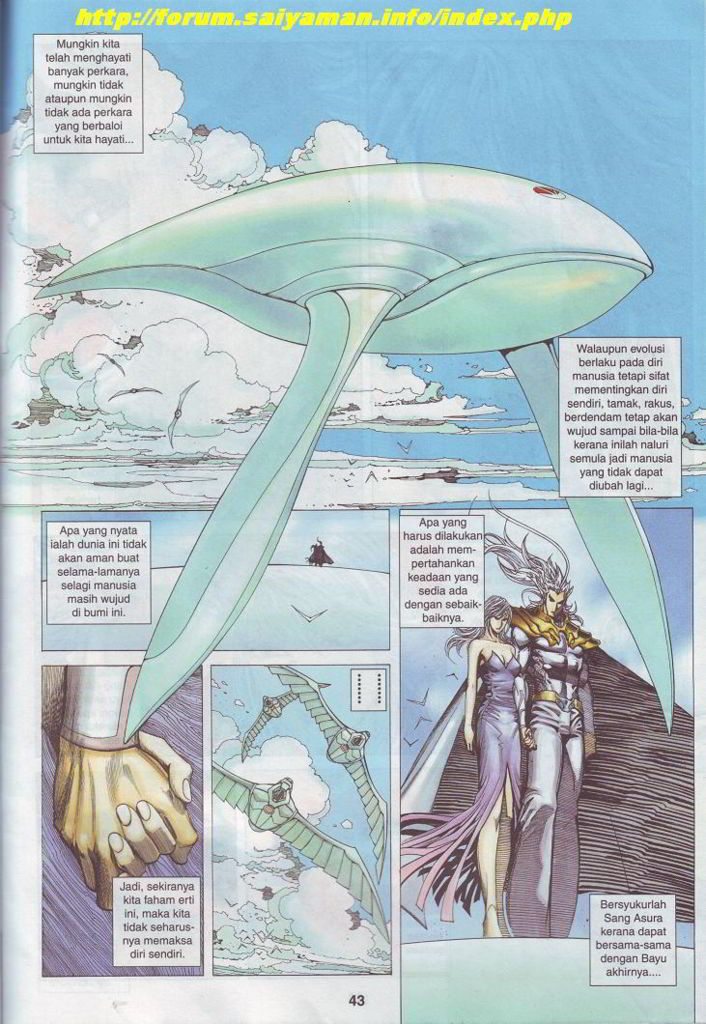 http://forum.saiyaman.info/index.php
Mungkin kita
telah menghayati
banyak perkara,
mungkin tidak
ataupun mungkin
tidak ada perkara
yang berbaloi
untuk kita hayati...
Walaupun evolusi
berlaku pada diri
manusia tetapi sifat
mementingkan diri
sendiri, tamak, rakus,
berdendam tetap akan
wujud sampai bila-bila
kerana inilah naluri
semula jadi manusia
yang tidak dapat
diubah lagi...
Apa yang nyata
ialah dunia ini tidak
akan aman buat
selama-lamanya
selagi manusia
masih wujud
di bumi ini.
Apa yang
harus dilakukan
adalah mem-
pertahankan
keadaan yang
sedia ada
dengan sebaik-
baiknya.
Jadi, sekiranya
kita faham erti
ini, maka kita
tidak seharus-
nya memaksa
diri sendiri.
Bersyukurlah
Sang Asura
kerana dapat
bersama-sama
dengan Bayu
akhirnya....
43